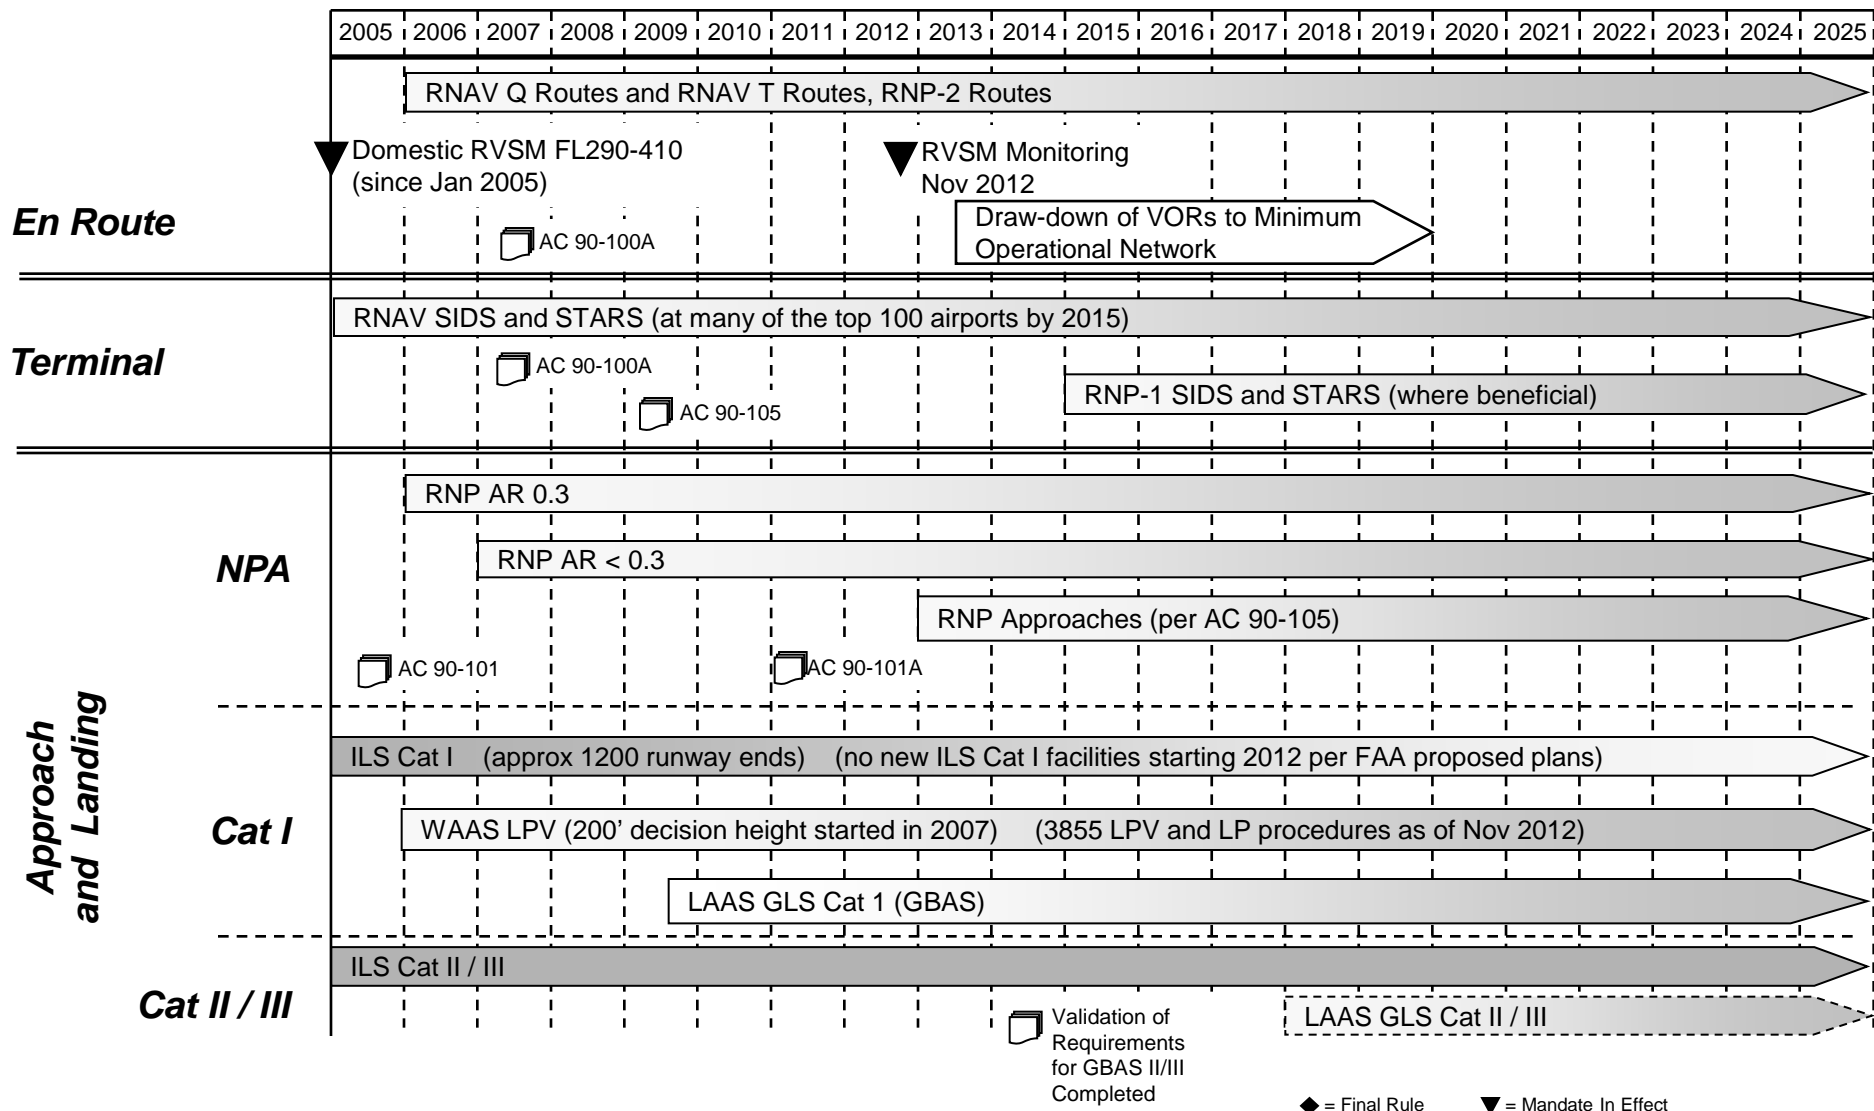 2005 2006 2007 2008 2009 2010 2011 2012 2013 2014 2015 2016 2017 2018 2019 2020 2021 2022 2023 2024 2025
RNAV Q Routes and RNAV T Routes, RNP-2 Routes
Domestic RVSM FL290-410
(since Jan 2005)
RVSM Monitoring
Nov 2012
En Route
AC 90-100A
Draw-down of VORs to Minimum
Operational Network
RNAV SIDS and STARS (at many of the top 100 airports by 2015)
Terminal
AC 90-100A
RNP-1 SIDS and STARS (where beneficial)
AC 90-105
Approach
and Landing
RNP AR 0.3
NPA
RNP AR < 0.3
RNP Approaches (per AC 90-105)
AC 90-101
AC 90-101A
ILS Cat I (approx 1200 runway ends) (no new ILS Cat I facilities starting 2012 per FAA proposed plans)
Cat I
WAAS LPV (200' decision height started in 2007) (3855 LPV and LP procedures as of Nov 2012)
LAAS GLS Cat 1 (GBAS)
ILS Cat II / III
Cat II / III
Validation of
Requirements
for GBAS II/III
Completed
LAAS GLS Cat II / III
= Final Rule = Mandate In Effect